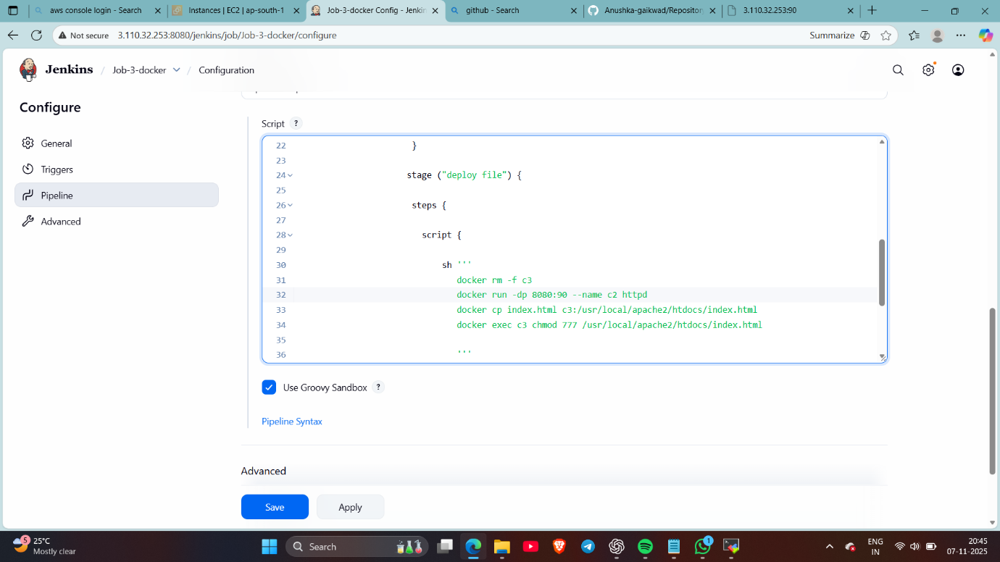 aws console login - Search
Instances | EC2 | ap-south-1
Job-3-docker Config - Jenkin
github - Search
Anushka-gaikwad/Repository
3.110.32.253:90
Not secure
3.110.32.253:8080/jenkins/job/Job-3-docker/configure
Summarize
Jenkins / Job-3-docker / Configuration
Configure
General
Triggers
Pipeline
Advanced
Script ?
22 }
23
24 stage ("deploy file") {
25
26 steps {
27
28 script {
29
30 sh '''
31 docker rm -f c3
32 docker run -dp 8080:90 --name c2 httpd
33 docker cp index.html c3:/usr/local/apache2/htdocs/index.html
34 docker exec c3 chmod 777 /usr/local/apache2/htdocs/index.html
35
36 '''
Use Groovy Sandbox ?
Pipeline Syntax
Advanced
Save
Apply
5
25°C
Mostly clear
Search
1
ENG
IN
20:45
07-11-2025